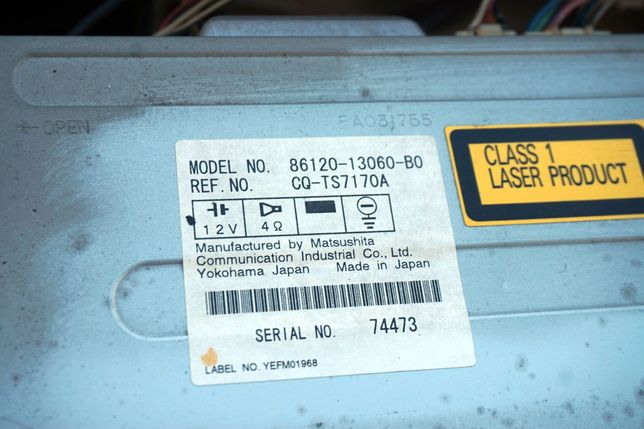 ← OPEN
FA031755
MODEL NO. 86120-13060-B0
REF. NO. CQ-TS7170A
12V 4Ω
Manufactured by Matsushita
Communication Industrial Co., Ltd.
Yokohama Japan Made in Japan
SERIAL NO. 74473
LABEL NO. YEFM01968
CLASS 1
LASER PRODUCT